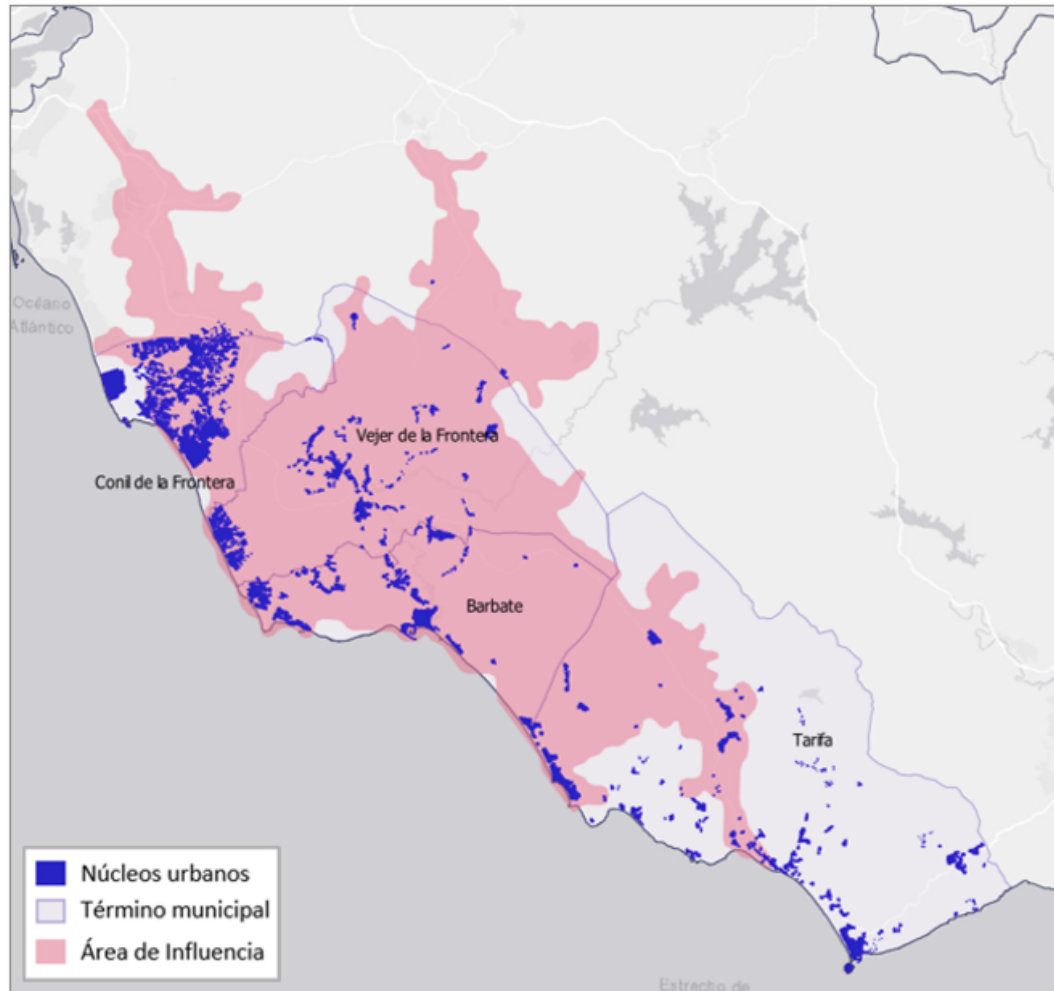 Océaso
Atlántico
Vejer de la Frontera
Conil de la Frontera
Barbate
Tarifa
Núcleos urbanos
Término municipal
Área de Influencia
Estrecho de